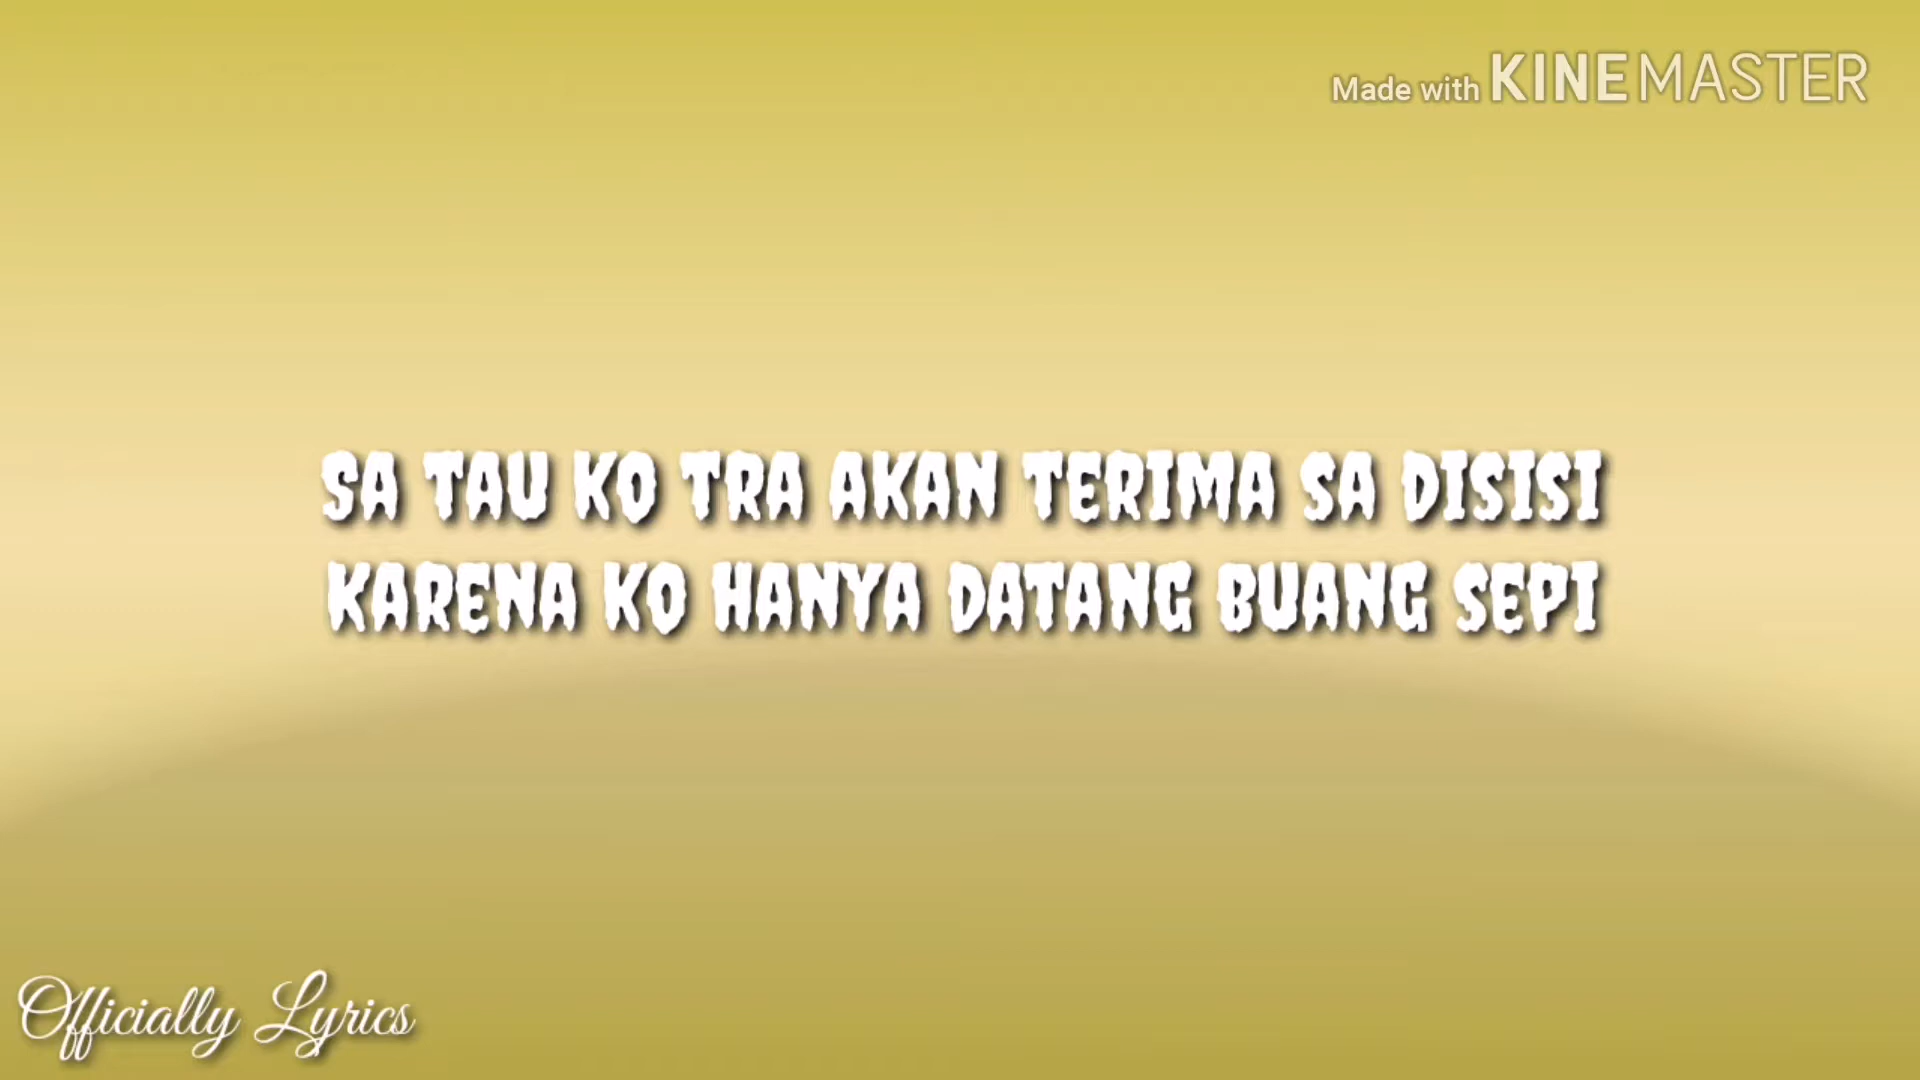 Made with KINEMASTER
SA TAU KO TRA AKAN TERIMA SA DISISI
KARENA KO HANYA DATANG BUANG SEPI
Officially Lyrics